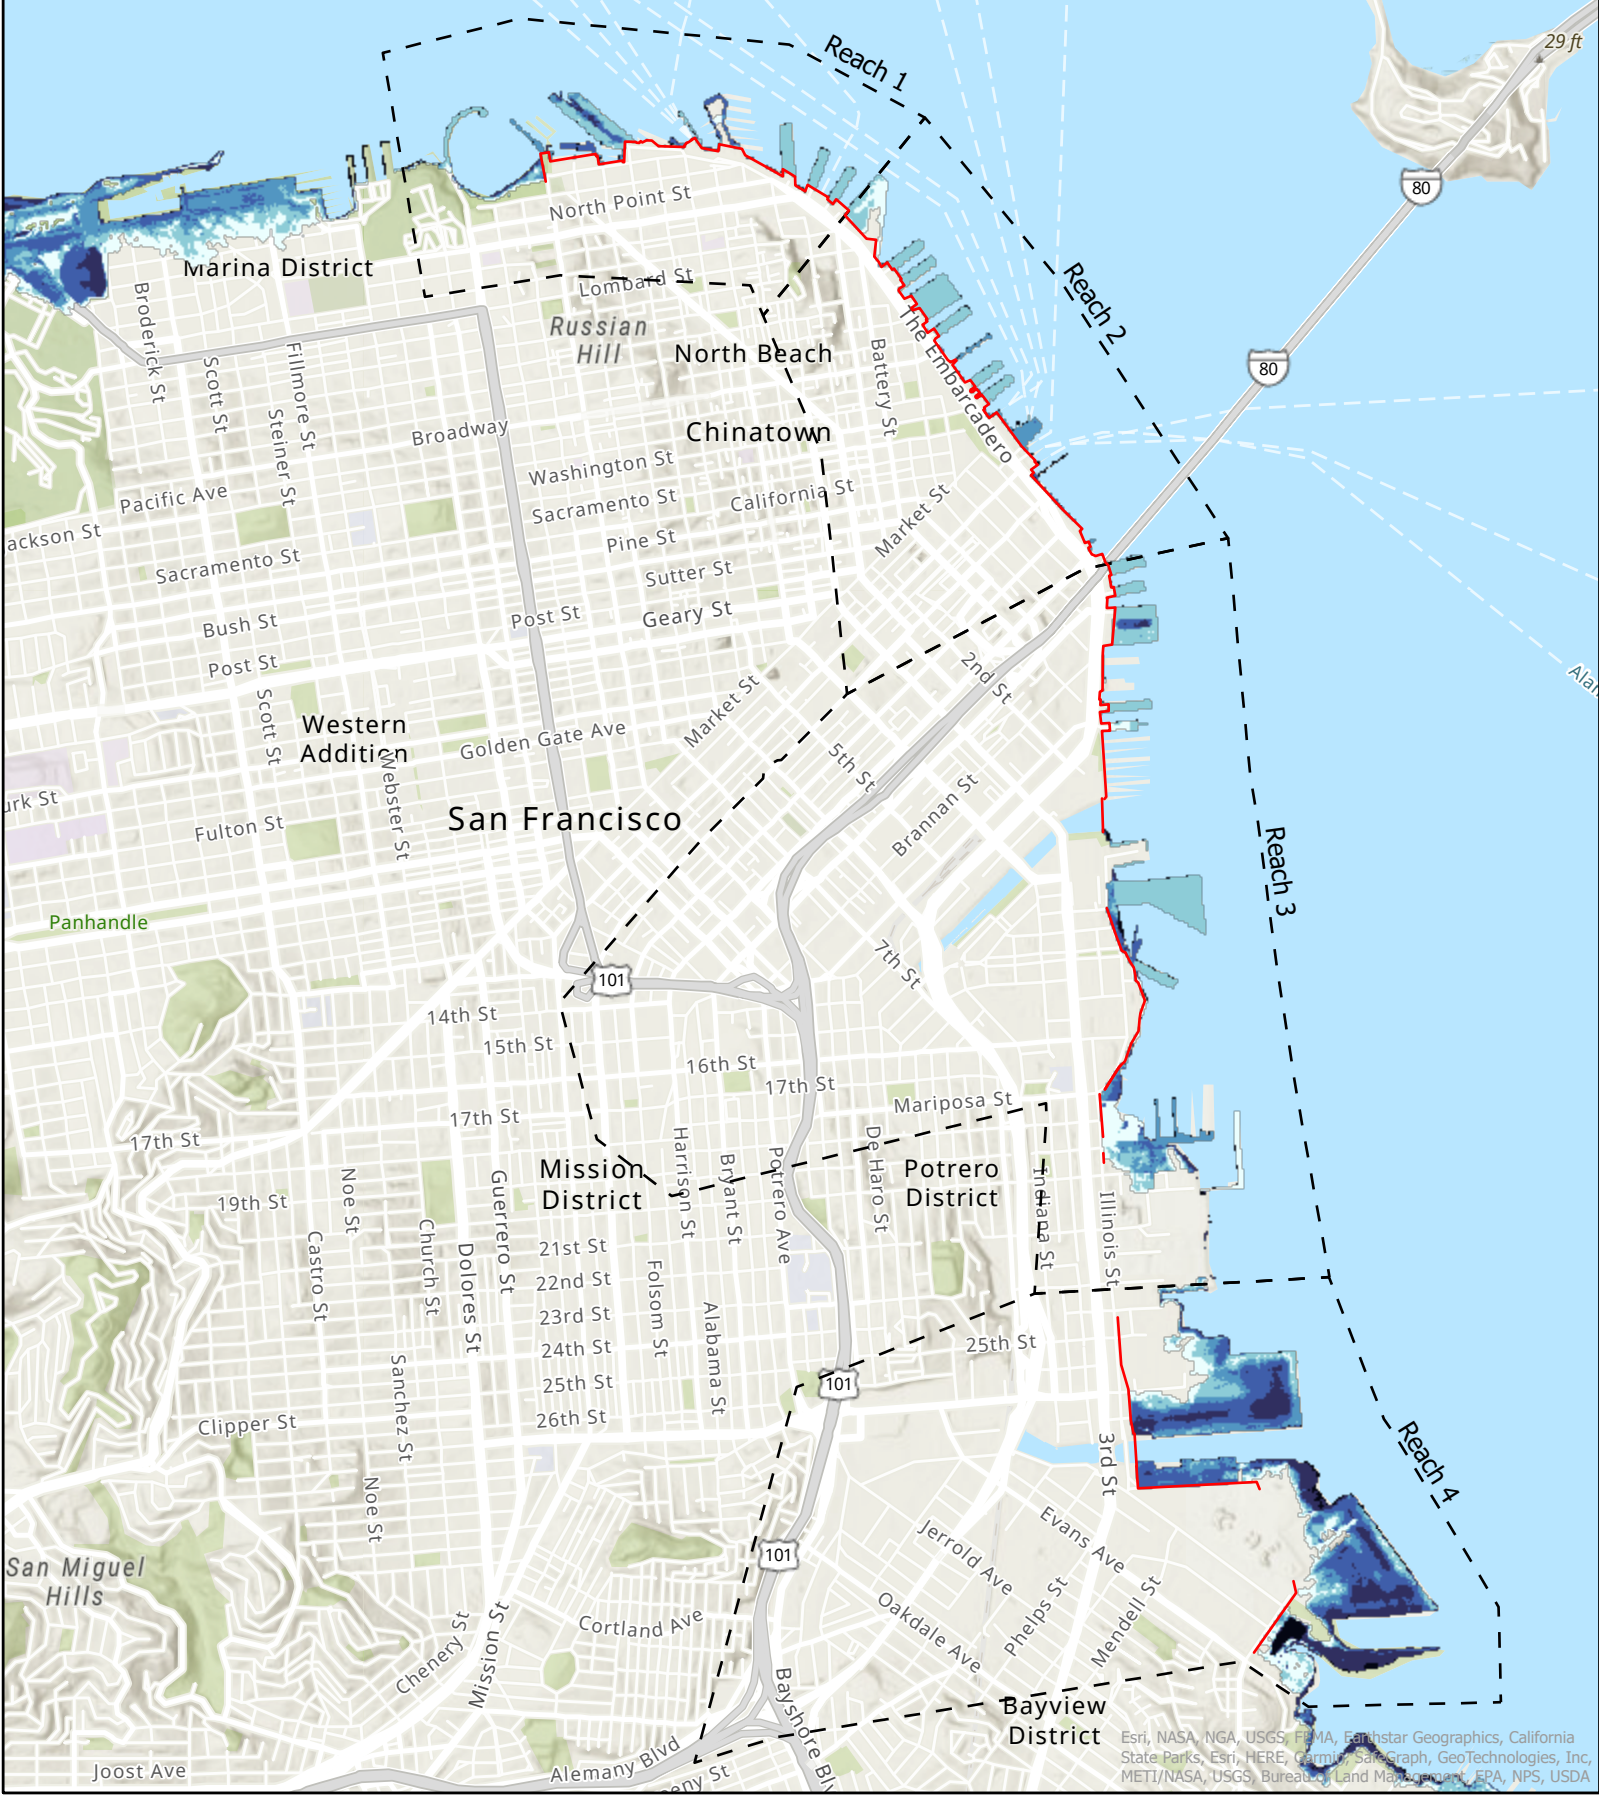 29 ft
Reach 1
80
North Point St
Marina District
Lombard St
Reach 2
Broderick St
Russian
Hill
North Beach
The Embarcadero
Battery St
80
Scott St
Fillmore St
Steiner St
Broadway
Chinatown
Washington St
Pacific Ave
Sacramento St
California St
Market St
ackson St
Pine St
Sacramento St
Sutter St
Post St
Geary St
Bush St
Post St
2nd St
Scott St
Market St
Western
Addition
Golden Gate Ave
Webster St
5th St
urk St
Fulton St
San Francisco
Brannan St
Reach 3
Panhandle
7th St
101
14th St
15th St
16th St
17th St
17th St
Mariposa St
17th St
Mission
District
Harrison St
Bryant St
Potrero Ave
De Haro St
Potrero
District
Indiana St
Illinois St
19th St
Noe St
Castro St
Church St
Guerrero St
Dolores St
21st St
22nd St
23rd St
24th St
25th St
26th St
Folsom St
Alabama St
25th St
101
Sanchez St
Clipper St
Noe St
3rd St
Reach 4
San Miguel
Hills
101
Jerrold Ave
Evans Ave
Oakdale Ave
Phelps St
Mendell St
Cortland Ave
Chenery St
Mission St
Bayshore Blv
Bayview
District
Joost Ave
Alemany Blvd
eny St
Esri, NASA, NGA, USGS, FEMA, Earthstar Geographics, California
State Parks, Esri, HERE, Garmin, SafeGraph, GeoTechnologies, Inc,
METI/NASA, USGS, Bureau of Land Management, EPA, NPS, USDA